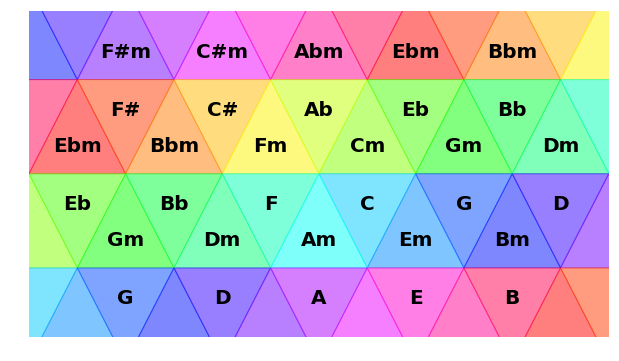 F#m C#m Abm Ebm Bbm
F# C# Ab Eb Bb
Ebm Bbm Fm Cm Gm Dm
Eb Bb F C G D
Gm Dm Am Em Bm
G D A E B